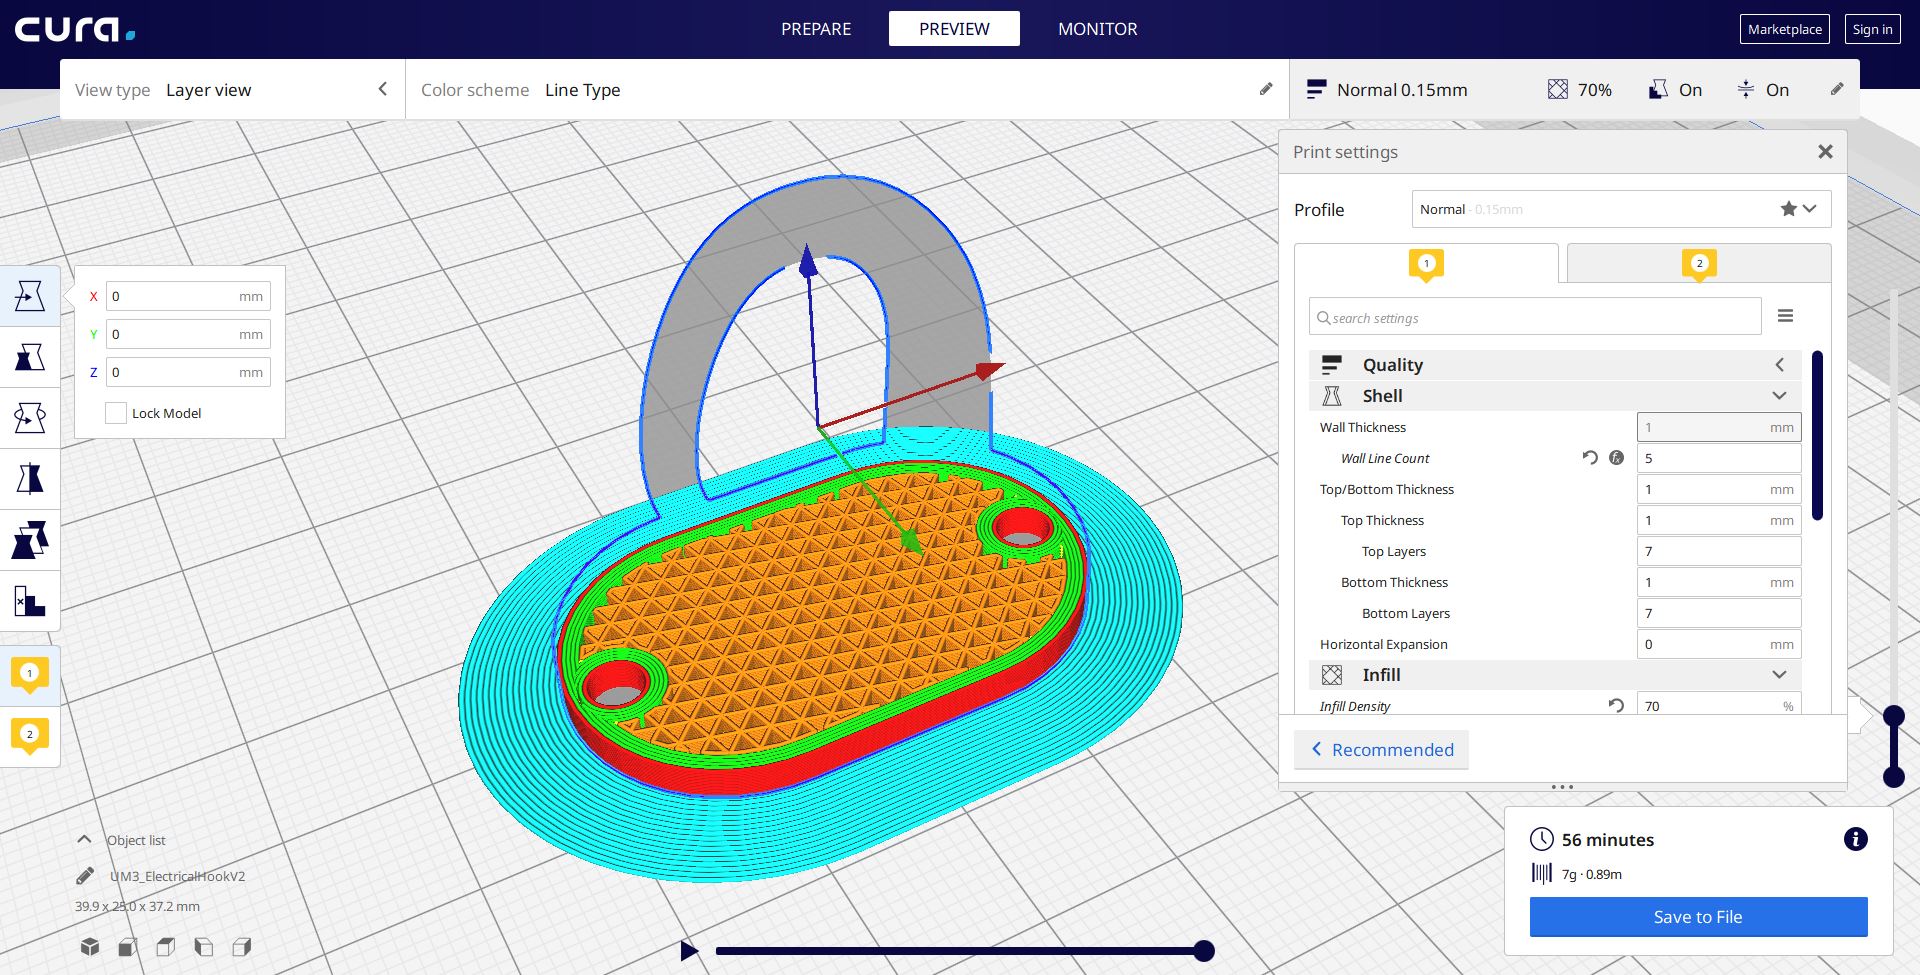 cura.
PREPARE PREVIEW MONITOR
Marketplace Sign in
View type Layer view
Color scheme Line Type
Normal 0.15mm 70% On On
Print settings
Profile Normal - 0.15mm
1 2
search settings
Quality
Shell
Wall Thickness 1 mm
Wall Line Count 5
Top/Bottom Thickness 1 mm
Top Thickness 1 mm
Top Layers 7
Bottom Thickness 1 mm
Bottom Layers 7
Horizontal Expansion 0 mm
Infill
Infill Density 70 %
Recommended
X 0 mm
Y 0 mm
Z 0 mm
Lock Model
1
2
Object list
UM3_ElectricalHookV2
39.9 x 25.0 x 37.2 mm
56 minutes
7g · 0.89m
Save to File